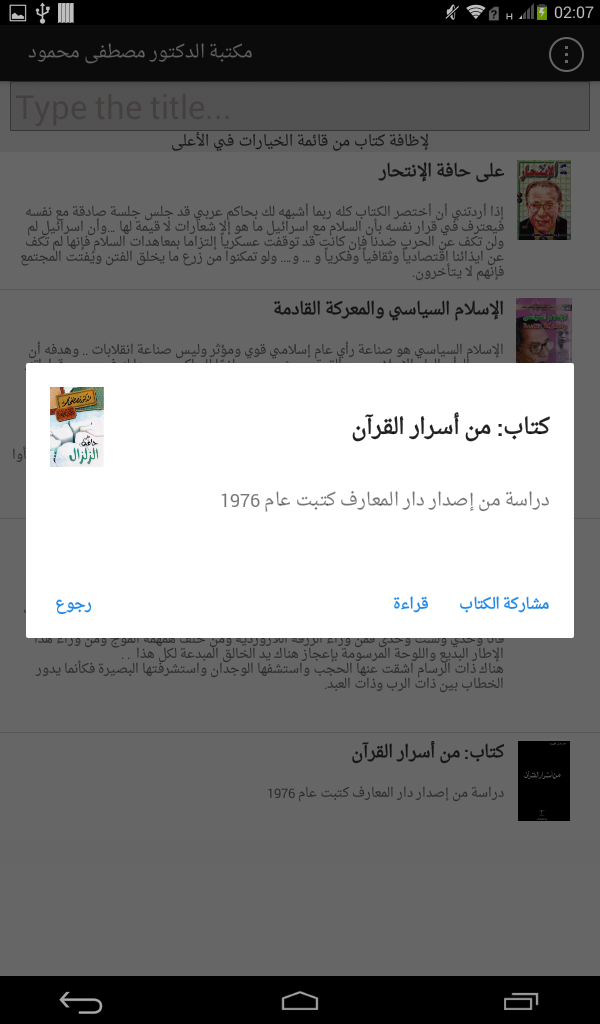 H
02:07
مكتبة الدكتور مصطفى محمود
Type the title...
لإظافة كتاب من قائمة الخيارات في الأعلى
على حافة الإنتحار
إذا أردتني أن أختصر الكتاب كله ربما أشبهه لك بحاكم عربي قد جلس جلسة صادقة مع نفسه
فيعترف في قرار نفسه بأن السلام مع اسرائيل ما هو إلا شعارات لا قيمة لها ...وأن اسرائيل لم
ولن تكف عن الحرب ضدنا فإن كانت قد توقفت عسكرياً إلتزاما بمعاهدات السلام فإنها لم تكف
عن ايذائنا إقتصادياً وثقافياً وفكرياً و ... و.... ولو تمكنوا من زرع ما يخلق الفتن ويفتت المجتمع
فإنهم لا يتأخرون.
الإسلام السياسي والمعركة القادمة
الإسلام السياسي هو صناعة رأي عام إسلامي قوي ومؤثر وليس صناعة انقلابات .. وهدفه أن
كتاب: من أسرار القرآن
الزلزال
دراسة من إصدار دار المعارف كتبت عام 1976
مشاركة الكتاب
قراءة
رجوع
الإطار البديع واللوحة المرسومة بإعجاز هناك يد الخالق المبدعة لكل هذا . .
هناك ذات الرسام اشقت عنها الحجب واستشفها الوجدان واستشرفتها البصيرة فكأنما يدور
الخطاب بين ذات الرب وذات العبد.
كتاب: من أسرار القرآن
من أسرار القرآن
دراسة من إصدار دار المعارف كتبت عام 1976